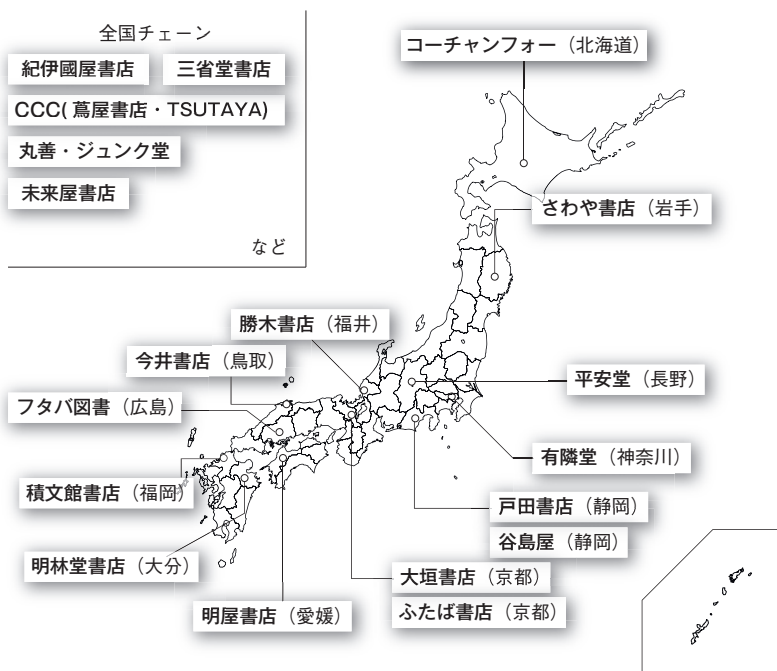 全国チェーン
紀伊國屋書店
三省堂書店
CCC( 蔦屋書店・TSUTAYA)
丸善・ジュンク堂
未来屋書店
など
コーチャンフォー（北海道）
さわや書店（岩手）
勝木書店（福井）
今井書店（鳥取）
フタバ図書（広島）
平安堂（長野）
有隣堂（神奈川）
積文館書店（福岡）
戸田書店（静岡）
谷島屋（静岡）
明林堂書店（大分）
大垣書店（京都）
明屋書店（愛媛）
ふたば書店（京都）